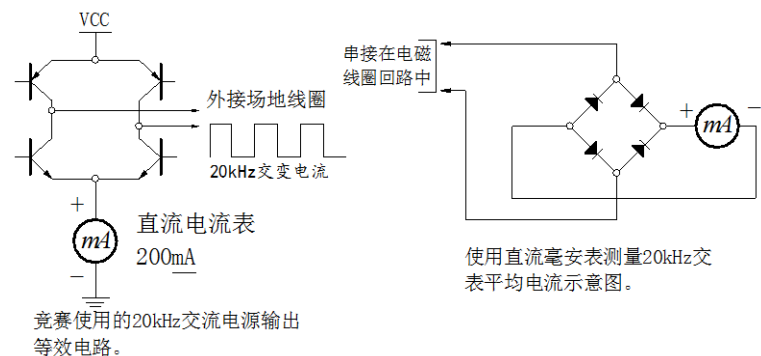 VCC
外接场地线圈
20kHz交变电流
+
mA
−
直流电流表
200mA
竞赛使用的20kHz交流电源输出
等效电路。
串接在电磁
线圈回路中
+
mA
−
使用直流毫安表测量20kHz交
表平均电流示意图。